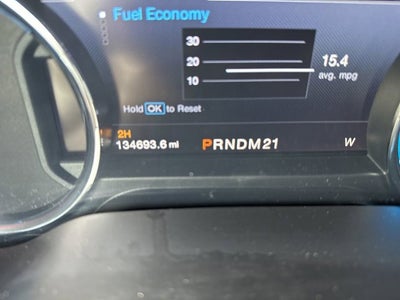 Fuel Economy
30
20
10
15.4
avg. mpg
Hold OK to Reset
2H
134693.6 mi
PRNDM21
W